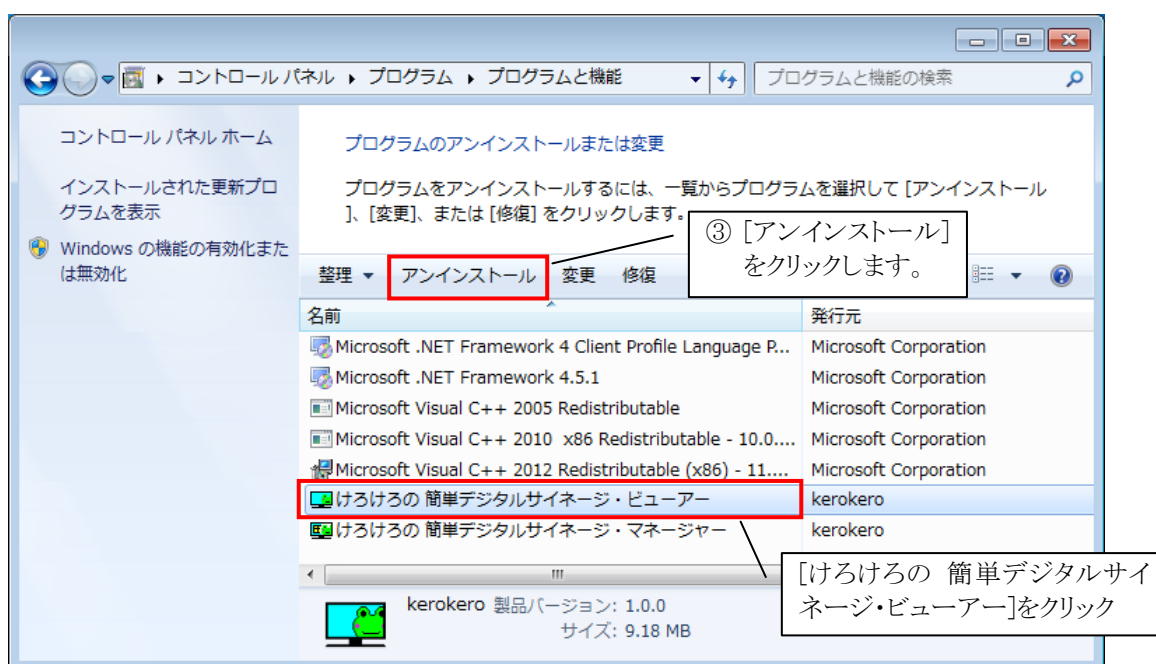 コントロール パネル ▸ プログラム ▸ プログラムと機能
プログラムと機能の検索
コントロール パネル ホーム
インストールされた更新プロ
グラムを表示
Windows の機能の有効化また
は無効化
プログラムのアンインストールまたは変更
プログラムをアンインストールするには、一覧からプログラムを選択して [アンインストール
]、[変更]、または [修復] をクリックします。
③ [アンインストール]
をクリックします。
整理 アンインストール 変更 修復
名前 発行元
Microsoft .NET Framework 4 Client Profile Language P... Microsoft Corporation
Microsoft .NET Framework 4.5.1 Microsoft Corporation
Microsoft Visual C++ 2005 Redistributable Microsoft Corporation
Microsoft Visual C++ 2010 x86 Redistributable - 10.0.... Microsoft Corporation
Microsoft Visual C++ 2012 Redistributable (x86) - 11.... Microsoft Corporation
けろけろの 簡単デジタルサイネージ・ビューアー kerokero
けろけろの 簡単デジタルサイネージ・マネージャー kerokero
[けろけろの 簡単デジタルサイ
ネージ・ビューアー]をクリック
kerokero 製品バージョン: 1.0.0
サイズ: 9.18 MB